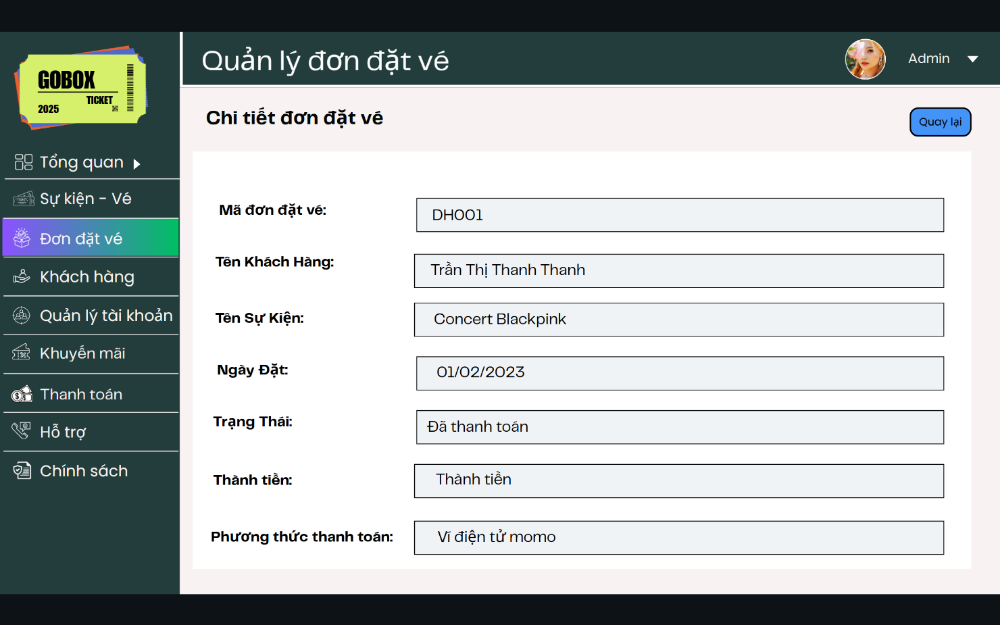 GOBOX
TICKET
2025
Quản lý đơn đặt vé
Admin
Tổng quan
Sự kiện - Vé
Đơn đặt vé
Khách hàng
Quản lý tài khoản
Khuyến mãi
Thanh toán
Hỗ trợ
Chính sách
Chi tiết đơn đặt vé
Quay lại
Mã đơn đặt vé:
DH001
Tên Khách Hàng:
Trần Thị Thanh Thanh
Tên Sự Kiện:
Concert Blackpink
Ngày Đặt:
01/02/2023
Trạng Thái:
Đã thanh toán
Thành tiền:
Thành tiền
Phương thức thanh toán:
Ví điện tử momo